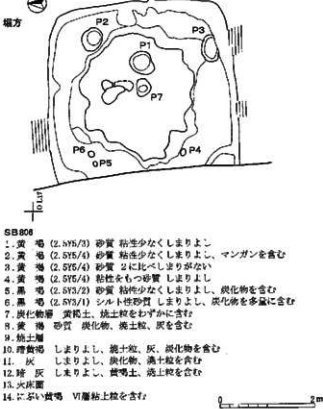 掘方
P2
P3
P1
P7
P6
P5
P4
SB806
1. 黄 褐 (2.5Y5/3) 砂質 粘性少なくしまりよし
2. 黄 褐 (2.5Y5/4) 砂質 粘性少なくしまりよし、マンガンを含む
3. 黄 褐 (2.5Y5/4) 砂質 2に比べしまりがない
4. 黄 褐 (2.5Y5/4) 粘性をもつ砂質 しまりよし
5. 黒 褐 (2.5Y3/2) 砂質 粘性少なくしまりよし、炭化物を含む
6. 黒 褐 (2.5Y3/1) シルト性砂質 しまりよし、炭化物を多量に含む
7. 炭化物層 黄褐土、焼土粒をわずかに含む
8. 黄 褐 砂質 炭化物、焼土粒、灰を含む
9. 焼土層
10. 暗黄褐 しまりよし、焼土粒、灰、炭化物を含む
11. 灰 しまりよし、炭化物、焼土粒を含む
12. 暗 灰 しまりよし、黄褐土、焼土粒を含む
13. 火床面
14. にぶい黄褐 VI層粘土粒を含む
0 2m